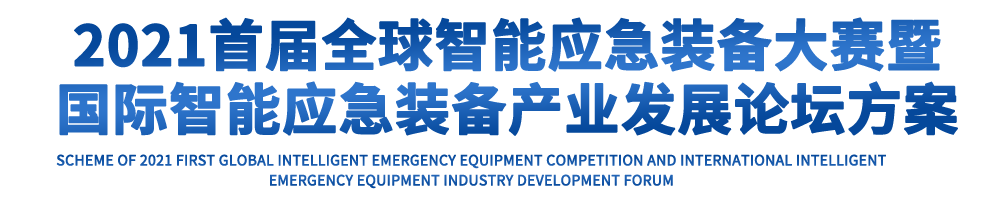 2021首届全球智能应急装备大赛暨
国际智能应急装备产业发展论坛方案
SCHEME OF 2021 FIRST GLOBAL INTELLIGENT EMERGENCY EQUIPMENT COMPETITION AND INTERNATIONAL INTELLIGENT
EMERGENCY EQUIPMENT INDUSTRY DEVELOPMENT FORUM